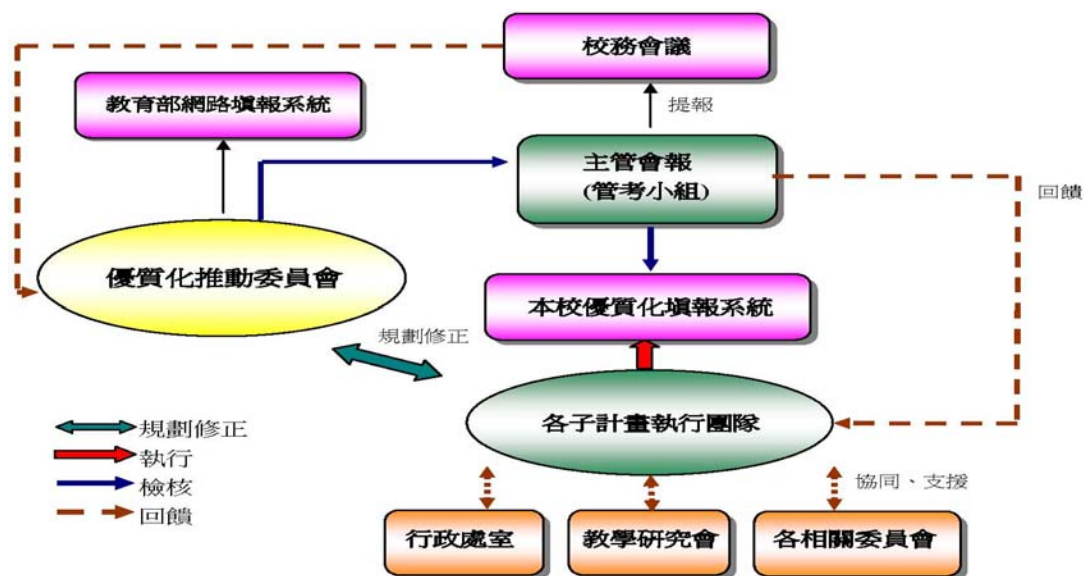 校務會議
教育部網路填報系統
提報
主管會報
(管考小組)
回饋
優質化推動委員會
本校優質化填報系統
規劃修正
各子計畫執行團隊
規劃修正
執行
檢核
回饋
協同、支援
行政處室
教學研究會
各相關委員會